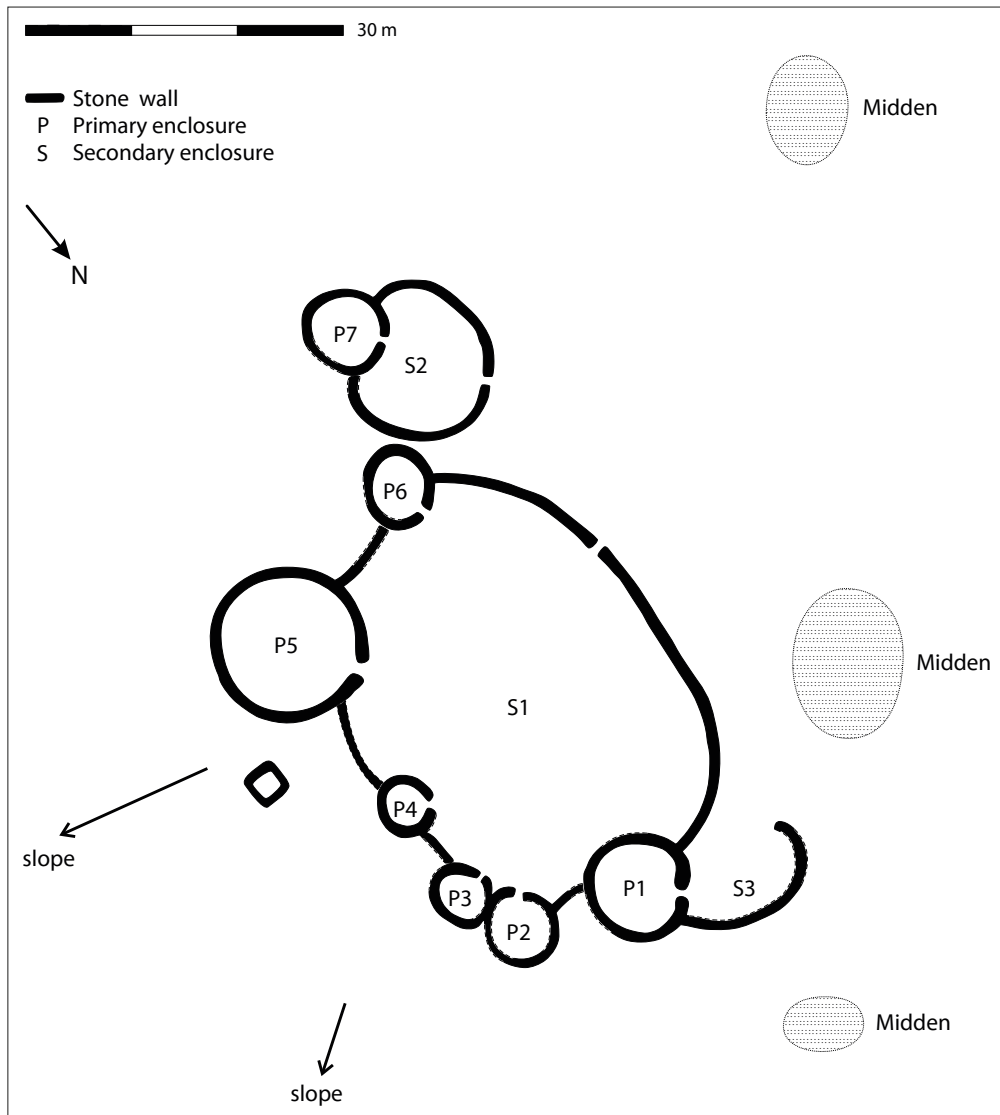 30 m
Stone wall
P Primary enclosure
S Secondary enclosure
Midden
N
P7
S2
P6
P5
Midden
S1
P4
slope
P3
P1
S3
P2
Midden
slope